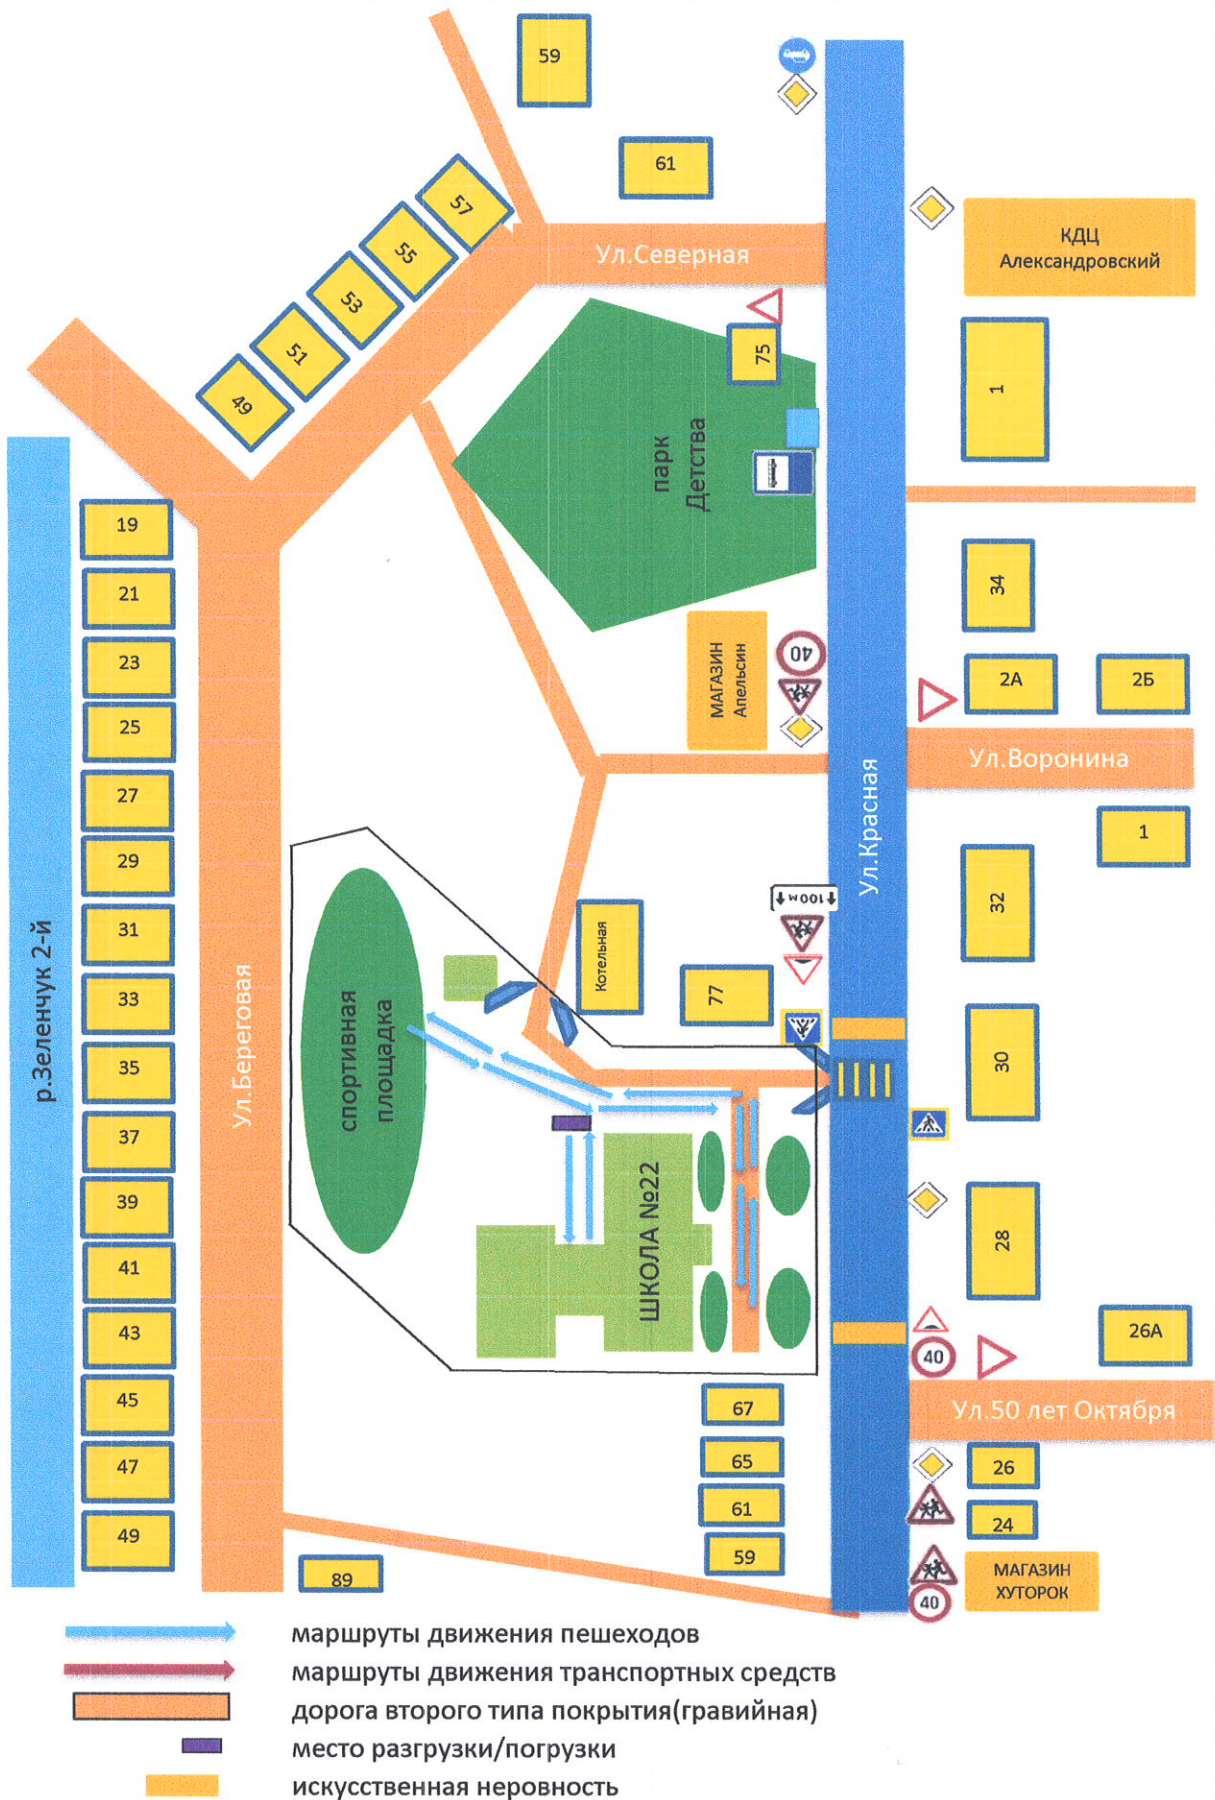 59
61
57
55
53
51
49
Ул.Северная
КДЦ
Александровский
75
1
парк
Детства
34
19
21
23
25
27
29
31
33
35
37
39
41
43
45
47
49
р.Зеленчук 2-й
Ул.Береговая
МАГАЗИН
Апельсин
40
2А
2Б
Ул.Воронина
Ул.Красная
1
32
100м
Котельная
77
спортивная
площадка
30
ШКОЛА №22
28
26А
40
Ул.50 лет Октября
67
65
61
59
26
24
МАГАЗИН
ХУТОРОК
40
89
маршруты движения пешеходов
маршруты движения транспортных средств
дорога второго типа покрытия(гравийная)
место разгрузки/погрузки
искусственная неровность